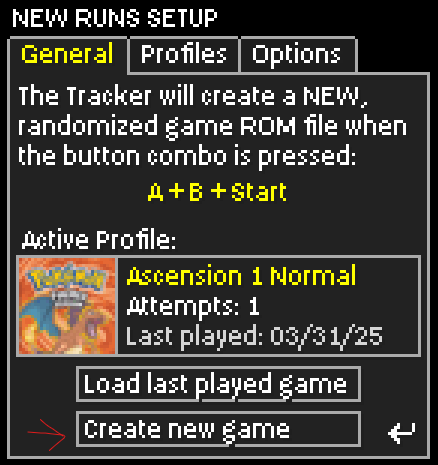 NEW RUNS SETUP
General Profiles Options
The Tracker will create a NEW,
randomized game ROM file when
the button combo is pressed:
A + B + Start
Active Profile:
Pokémon
Ascension 1 Normal
Attempts: 1
Last played: 03/31/25
Load last played game
Create new game